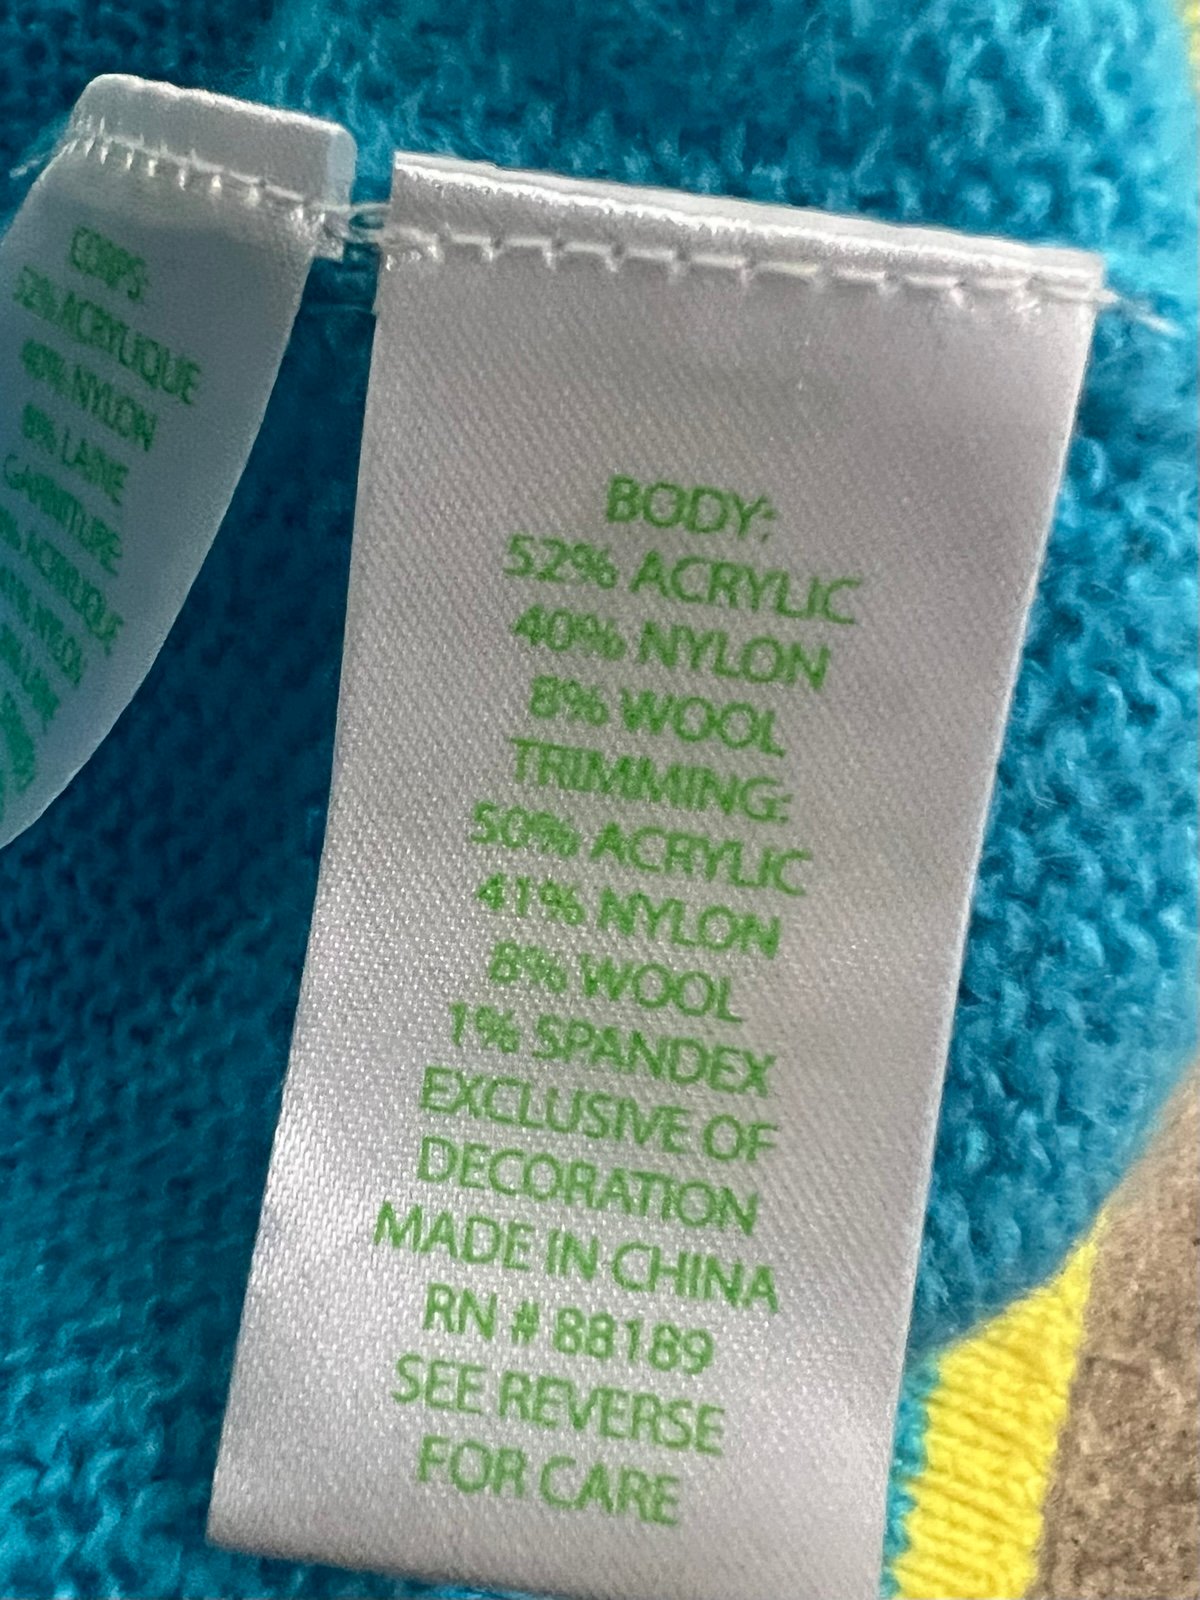 CORPS:
52% ACRYLIQUE
40% NYLON
8% LAINE
GARNITURE:
ACRYLIQUE
BODY:
52% ACRYLIC
40% NYLON
8% WOOL
TRIMMING:
50% ACRYLIC
41% NYLON
8% WOOL
1% SPANDEX
EXCLUSIVE OF
DECORATION
MADE IN CHINA
RN # 88189
SEE REVERSE
FOR CARE